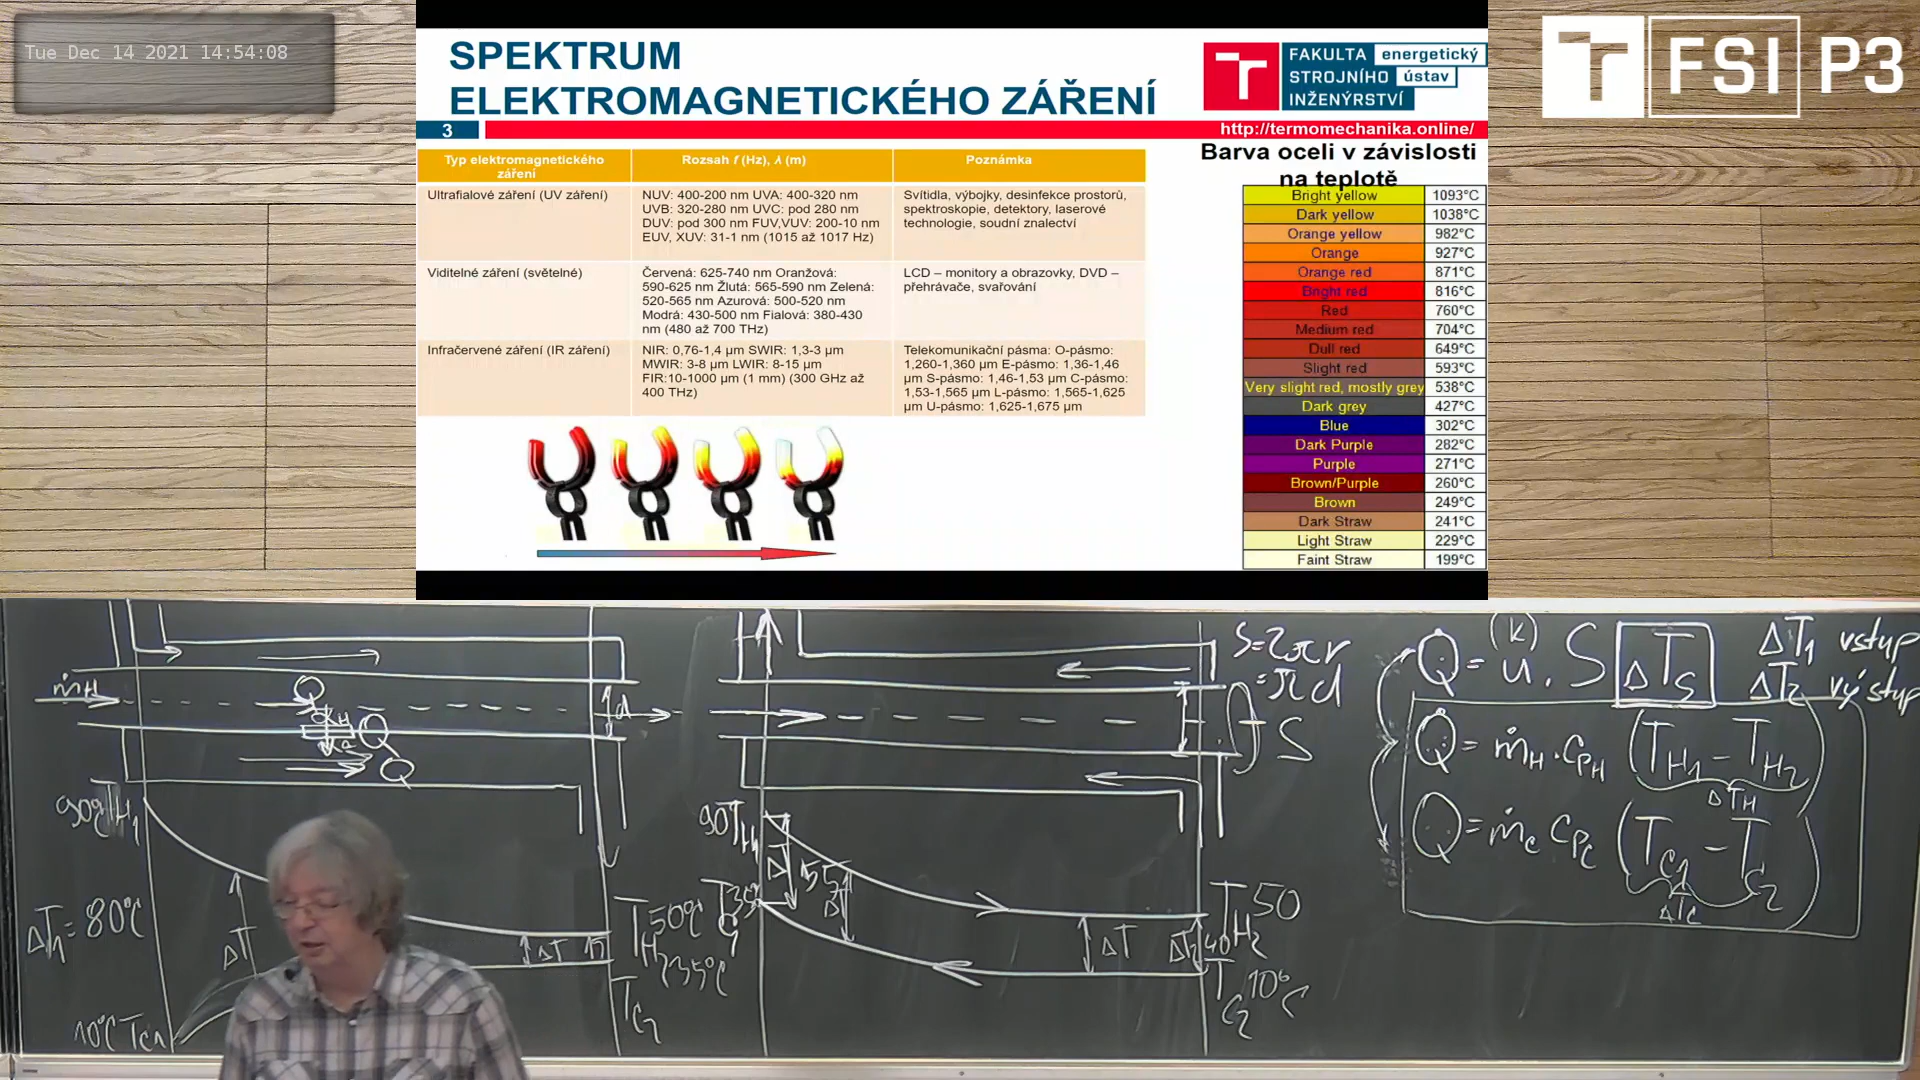 Tue Dec 14 2021 14:54:08
SPEKTRUM
ELEKTROMAGNETICKÉHO ZÁŘENÍ
FAKULTA energetický
STROJNÍHO ústav
INŽENÝRSTVÍ
FSI P3
3
http://termomechanika.online/
Typ elektromagnetického
záření
Rozsah f (Hz), λ (m)
Poznámka
Ultrafialové záření (UV záření)
NUV: 400-200 nm UVA: 400-320 nm
UVB: 320-280 nm UVC: pod 280 nm
DUV: pod 300 nm FUV,VUV: 200-10 nm
EUV, XUV: 31-1 nm (1015 až 1017 Hz)
Svítidla, výbojky, desinfekce prostorů,
spektroskopie, detektory, laserové
technologie, soudní znalectví
Viditelné záření (světelné)
Červená: 625-740 nm Oranžová:
590-625 nm Žlutá: 565-590 nm Zelená:
520-565 nm Azurová: 500-520 nm
Modrá: 430-500 nm Fialová: 380-430
nm (480 až 700 THz)
LCD – monitory a obrazovky, DVD –
přehrávače, svařování
Infračervené záření (IR záření)
NIR: 0,76-1,4 µm SWIR: 1,3-3 µm
MWIR: 3-8 µm LWIR: 8-15 µm
FIR:10-1000 µm (1 mm) (300 GHz až
400 THz)
Telekomunikační pásma: O-pásmo:
1,260-1,360 µm E-pásmo: 1,36-1,46
µm S-pásmo: 1,46-1,53 µm C-pásmo:
1,53-1,565 µm L-pásmo: 1,565-1,625
µm U-pásmo: 1,625-1,675 µm
Barva oceli v závislosti
na teplotě
Bright yellow 1093°C
Dark yellow 1038°C
Orange yellow 982°C
Orange 927°C
Orange red 871°C
Bright red 816°C
Red 760°C
Medium red 704°C
Dull red 649°C
Slight red 593°C
Very slight red, mostly grey 538°C
Dark grey 427°C
Blue 302°C
Dark Purple 282°C
Purple 271°C
Brown/Purple 260°C
Brown 249°C
Dark Straw 241°C
Light Straw 229°C
Faint Straw 199°C
ṁH
Q
Q
Q
d
90°C TH1
ΔT1 = 80°C
ΔT
10°C TC1
ΔT
TH2 50°C
35°C
TC2
90 TH1
ΔT
55
ΔT
ΔT2 40
TH2 50
TC2 10°C
S=2πr
=πd
S
(k)
Q = u . S ΔTS
ΔT1 vstup
ΔT2 výstup
Q = ṁH . cPH (TH1 - TH2)
ΔTH
Q = ṁC cPC (TC1 - TC2)
ΔTC